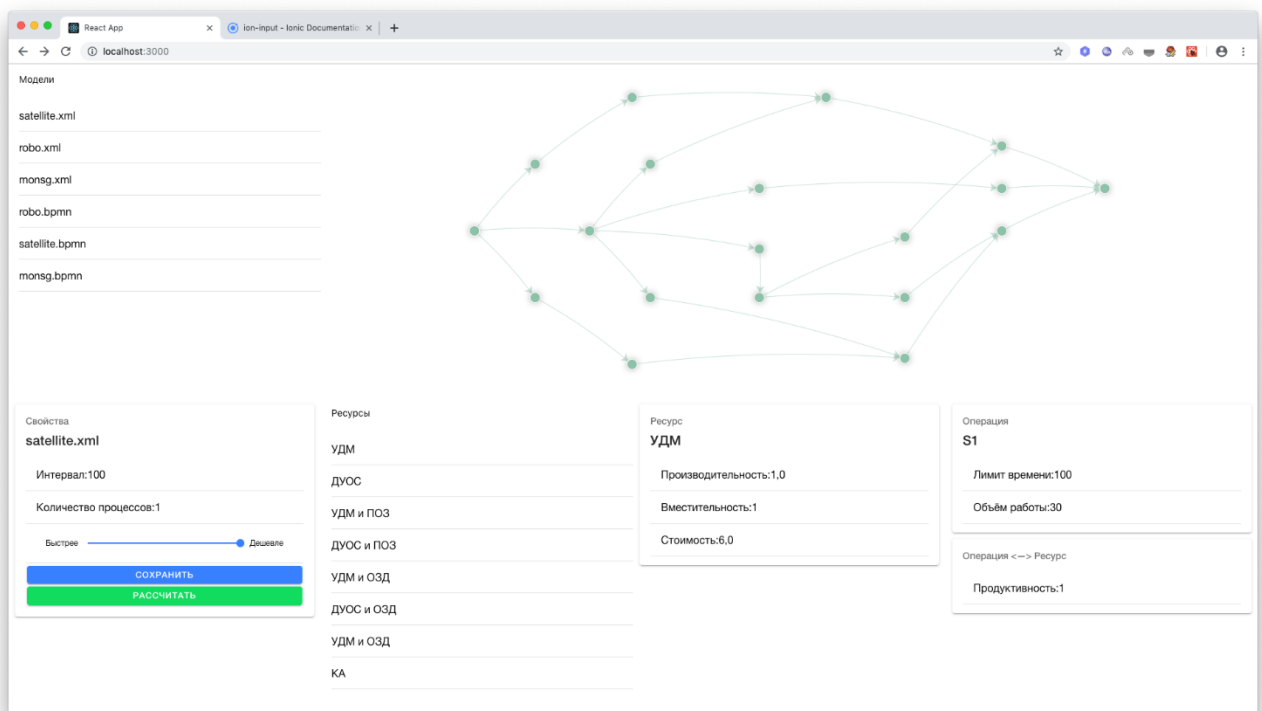 React App
ion-input - Ionic Documentatio
localhost:3000
Модели
satellite.xml
robo.xml
monsg.xml
robo.bpmn
satellite.bpmn
monsg.bpmn
Свойства
satellite.xml
Интервал:100
Количество процессов:1
Быстрее
Дешевле
СОХРАНИТЬ
РАССЧИТАТЬ
Ресурсы
УДМ
ДУОС
УДМ и ПОЗ
ДУОС и ПОЗ
УДМ и ОЗД
ДУОС и ОЗД
УДМ и ОЗД
КА
Ресурс
УДМ
Производительность:1,0
Вместительность:1
Стоимость:6,0
Операция
S1
Лимит времени:100
Объём работы:30
Операция <—> Ресурс
Продуктивность:1